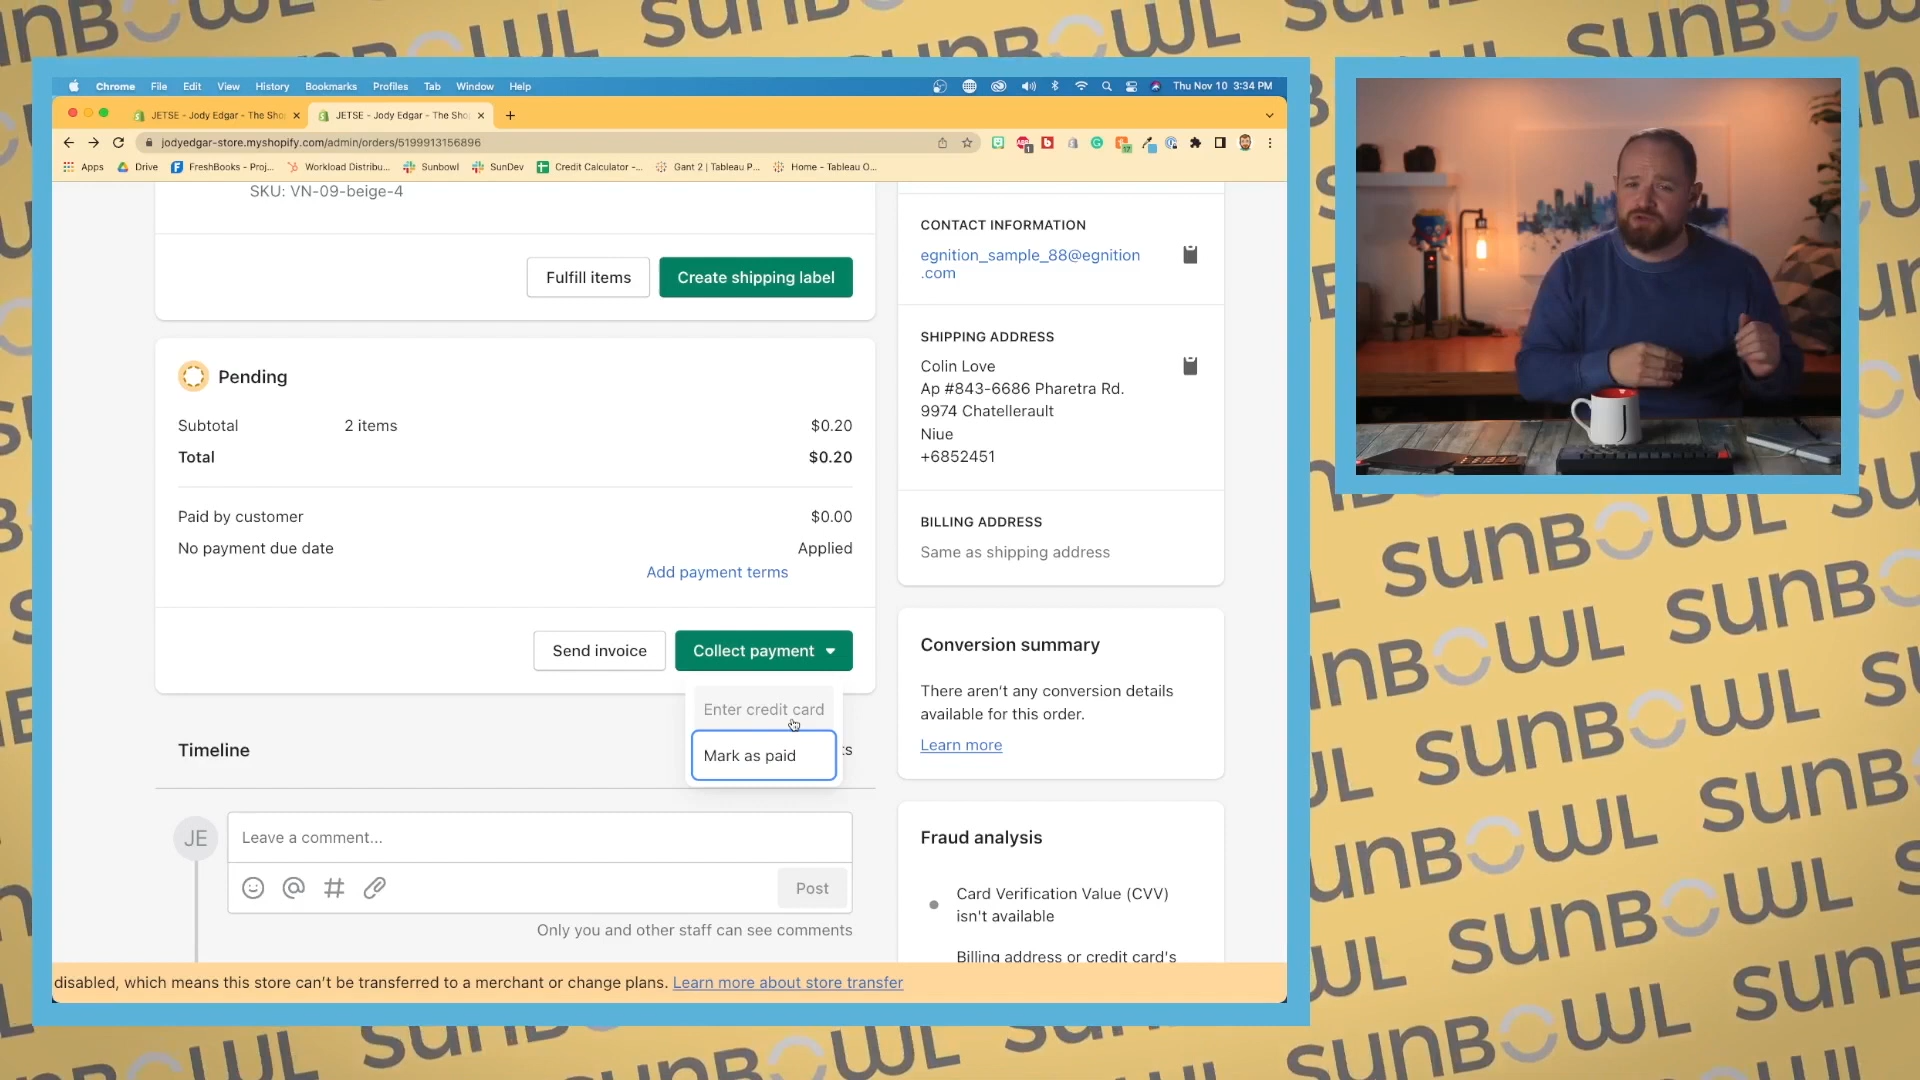 SUNBOWL
Chrome File Edit View History Bookmarks Profiles Tab Window Help
Thu Nov 10 3:34 PM
JETSE - Jody Edgar - The Sho
JETSE - Jody Edgar - The Sho
jodyedgar-store.myshopify.com/admin/orders/5199913156896
Apps Drive FreshBooks - Proj... Workload Distribu... Sunbowl SunDev Credit Calculator -... Gant 2 | Tableau P... Home - Tableau O...
SKU: VN-09-beige-4
Fulfill items
Create shipping label
Pending
Subtotal 2 items $0.20
Total $0.20
Paid by customer $0.00
No payment due date Applied
Add payment terms
Send invoice
Collect payment
Enter credit card
Mark as paid
Timeline
ts
JE
Leave a comment...
Post
Only you and other staff can see comments
CONTACT INFORMATION
egnition_sample_88@egnition
.com
SHIPPING ADDRESS
Colin Love
Ap #843-6686 Pharetra Rd.
9974 Chatellerault
Niue
+6852451
BILLING ADDRESS
Same as shipping address
Conversion summary
There aren't any conversion details
available for this order.
Learn more
Fraud analysis
Card Verification Value (CVV)
isn't available
Billing address or credit card's
disabled, which means this store can't be transferred to a merchant or change plans. Learn more about store transfer